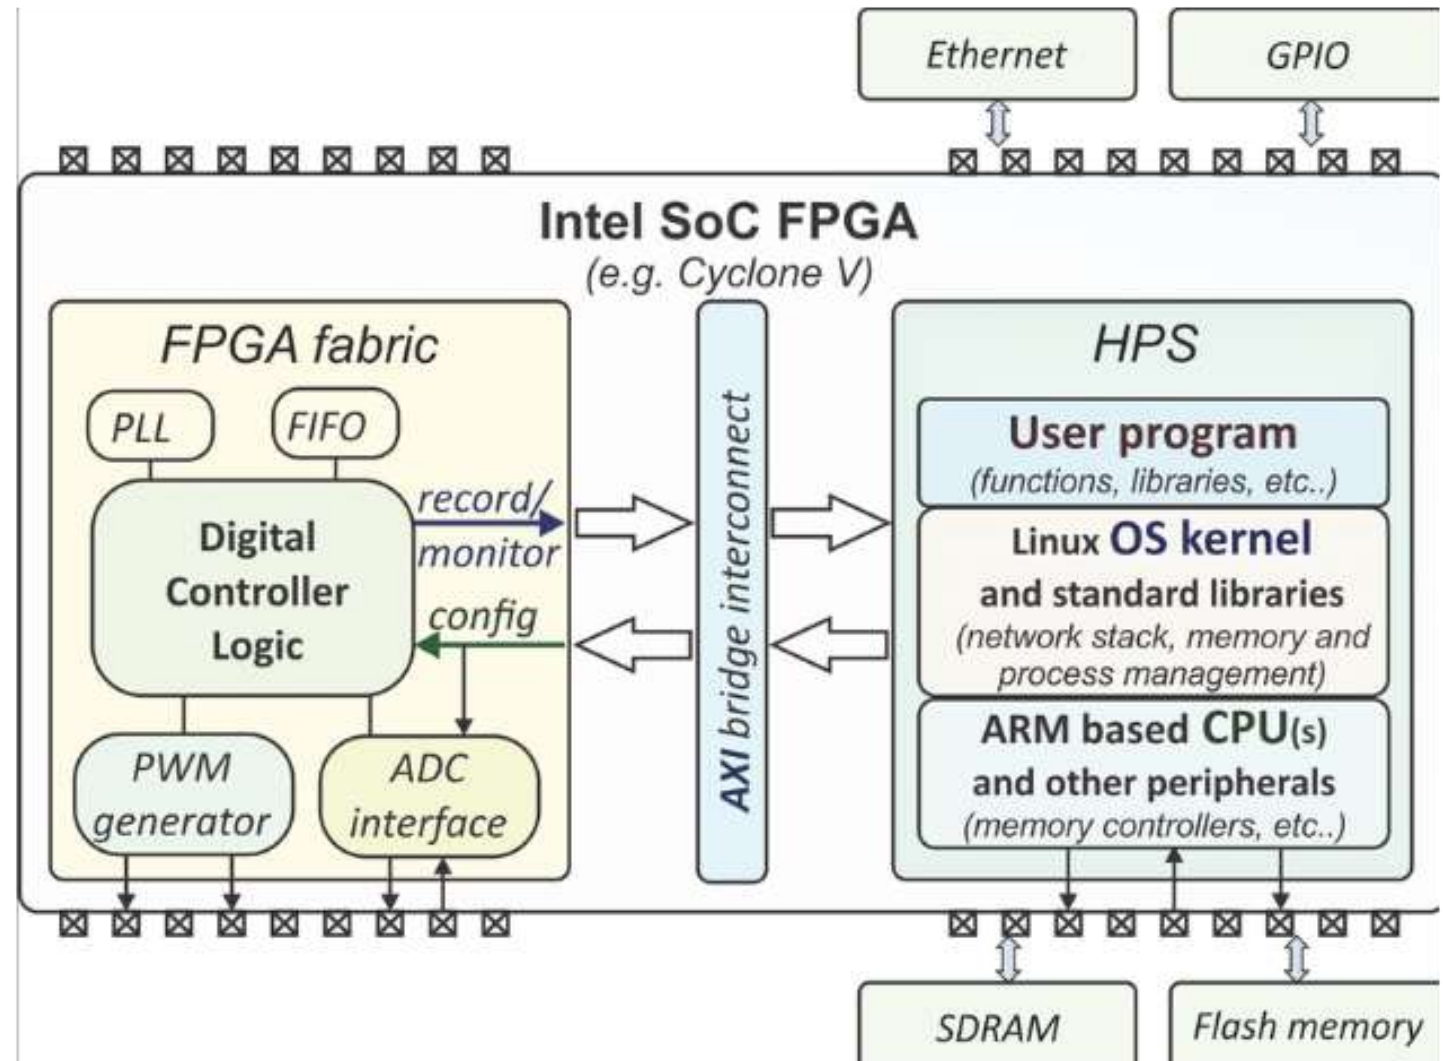 Ethernet
GPIO
Intel SoC FPGA
(e.g. Cyclone V)
FPGA fabric
PLL
FIFO
Digital
Controller
Logic
record/
monitor
config
PWM
generator
ADC
interface
AXI bridge interconnect
HPS
User program
(functions, libraries, etc..)
Linux OS kernel
and standard libraries
(network stack, memory and
process management)
ARM based CPU(s)
and other peripherals
(memory controllers, etc..)
SDRAM
Flash memory